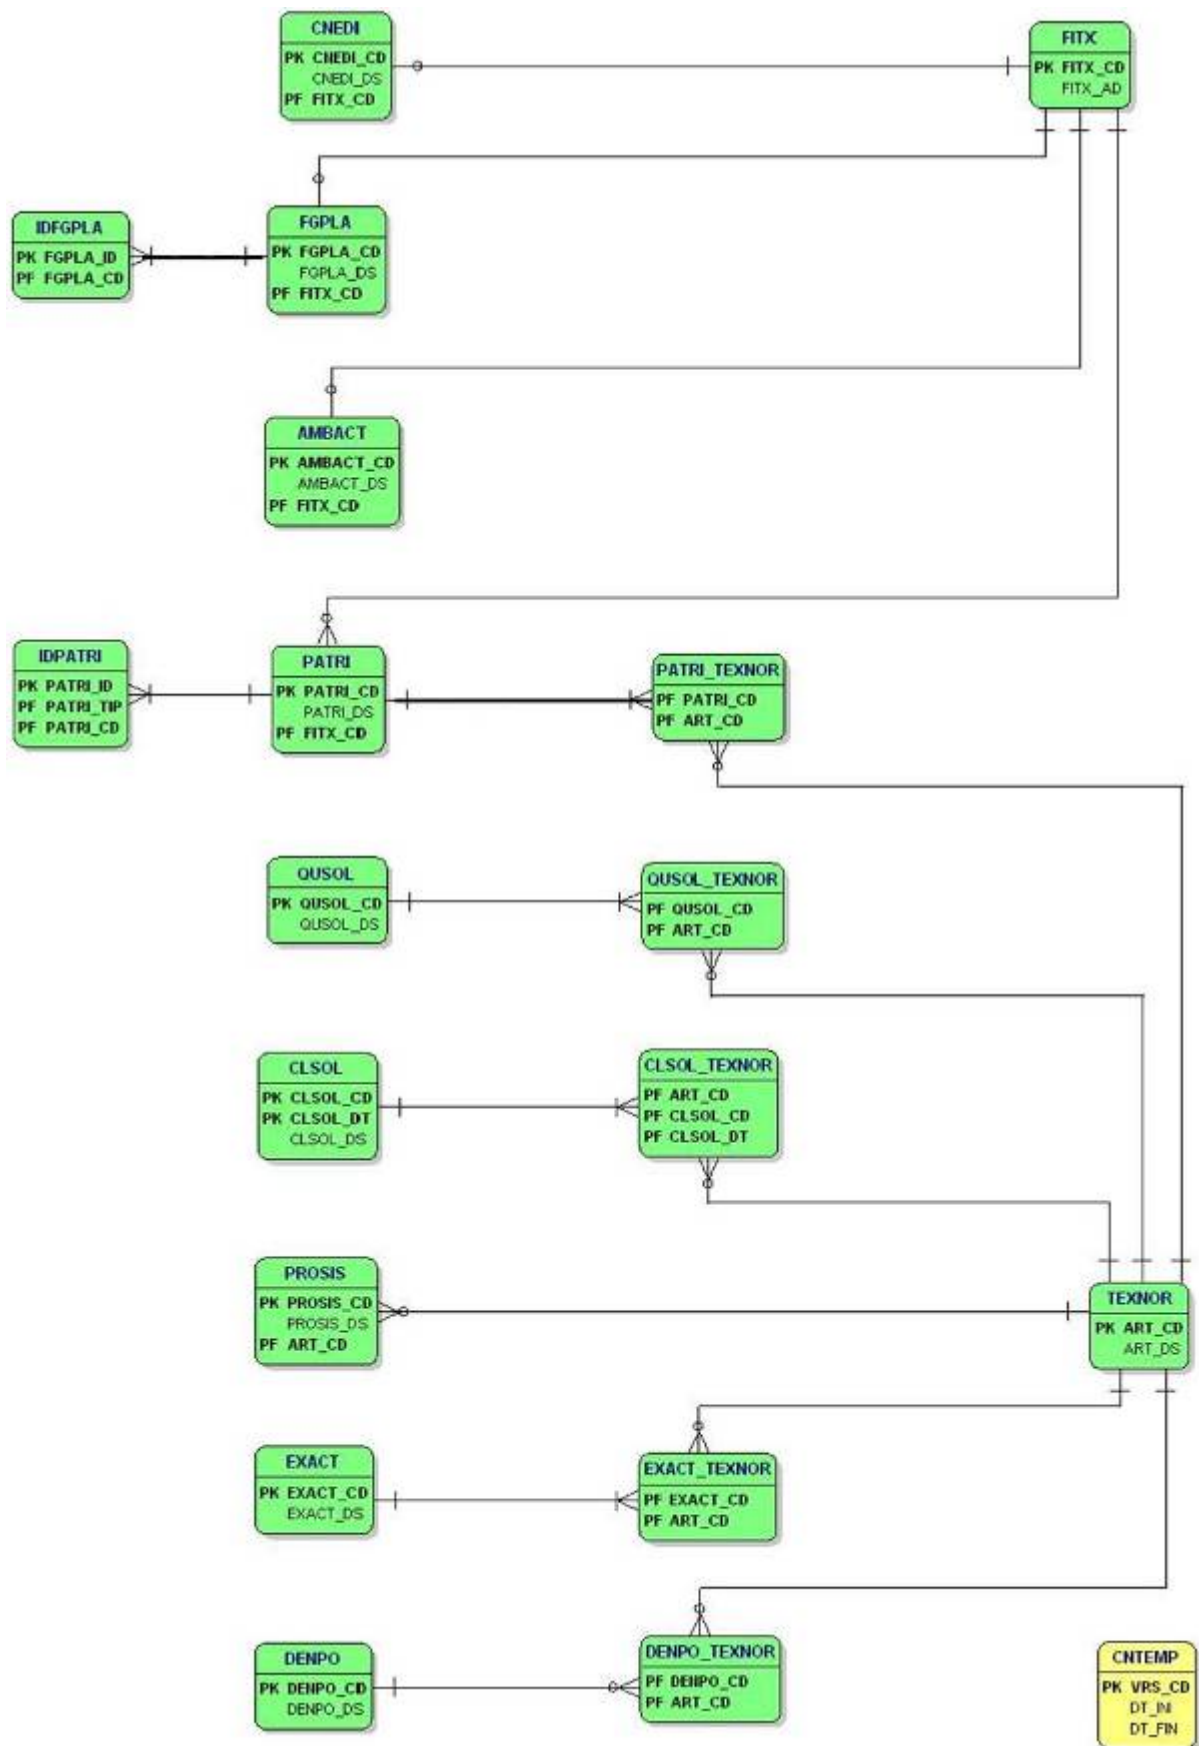 CNEDI
PK CNEDI_CD
CNEDI_DS
PF FITX_CD
FITX
PK FITX_CD
FITX_AD
IDFGPLA
PK FGPLA_ID
PF FGPLA_CD
FGPLA
PK FGPLA_CD
FGPLA_DS
PF FITX_CD
AMBACT
PK AMBACT_CD
AMBACT_DS
PF FITX_CD
IDPATRI
PK PATRI_ID
PF PATRI_TIP
PF PATRI_CD
PATRI
PK PATRI_CD
PATRI_DS
PF FITX_CD
PATRI_TEXNOR
PF PATRI_CD
PF ART_CD
QUSOL
PK QUSOL_CD
QUSOL_DS
QUSOL_TEXNOR
PF QUSOL_CD
PF ART_CD
CLSOL
PK CLSOL_CD
PK CLSOL_DT
CLSOL_DS
CLSOL_TEXNOR
PF ART_CD
PF CLSOL_CD
PF CLSOL_DT
PROSIS
PK PROSIS_CD
PROSIS_DS
PF ART_CD
TEXNOR
PK ART_CD
ART_DS
EXACT
PK EXACT_CD
EXACT_DS
EXACT_TEXNOR
PF EXACT_CD
PF ART_CD
DENPO
PK DENPO_CD
DENPO_DS
DENPO_TEXNOR
PF DENPO_CD
PF ART_CD
CNTEMP
PK VRS_CD
DT_INI
DT_FIN